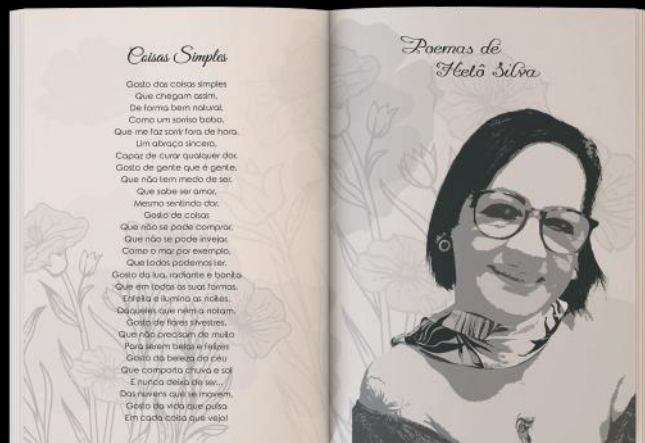 Coisas Simples
Gosto das coisas simples
Que chegam assim,
De forma bem natural,
Como um sorriso bobo,
Que me faz sorrir fora de hora,
Um abraço sincero,
Capaz de curar qualquer dor.
Gosto de gente que é gente,
Que não tem medo de ser,
Que sabe ser amor,
Mesmo sentindo dor.
Gosto de coisas
Que não se pode comprar,
Que não se pode invejar,
Como o mar por exemplo,
Que todos podemos ter.
Gosto da lua, radiante e bonita
Que em todas as suas formas,
Enfeita e ilumina as noites,
Daqueles que nem a notam.
Gosto de flores silvestres,
Que não precisam de muito
Para serem belas e felizes
Gosto da beleza do céu
Que comporta chuva e sol
E nunca deixa de ser...
Das nuvens que se movem,
Gosto da vida que pulsa
Em cada coisa que vejo!
Poemas de
Helô Silva